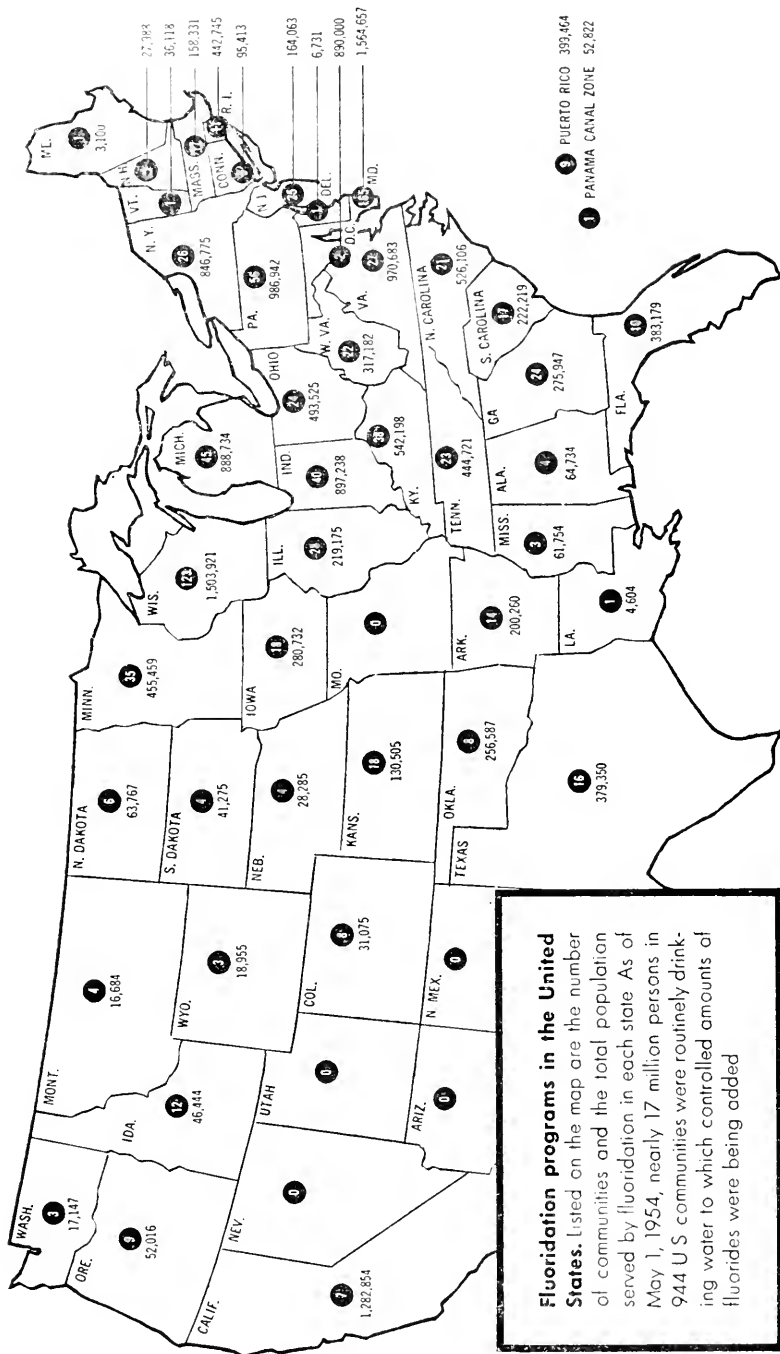 WASH.
3
17,147
ORE.
9
52,016
CALIF.
7
1,282,854
NEV.
0
IDA.
12
46,444
MONT.
4
16,684
WYO.
3
18,955
UTAH
0
ARIZ.
0
COL.
8
31,075
N. MEX.
0
N. DAKOTA
6
63,767
S. DAKOTA
4
41,275
NEB.
4
28,285
KANS.
18
130,505
OKLA.
8
256,587
TEXAS
16
379,350
MINN.
35
455,459
IOWA
18
280,732
MO.
0
ARK.
14
200,260
LA.
1
4,604
WIS.
1,503,921
ILL.
219,175
MICH.
45
888,734
IND.
40
897,238
OHIO
24
493,525
KY.
542,198
TENN.
23
444,721
MISS.
3
61,754
ALA.
4
64,734
GA
24
275,947
FLA.
10
383,179
S. CAROLINA
222,219
N. CAROLINA
21
526,106
VA.
22
970,683
W. VA.
22
317,182
PA.
986,942
N. Y.
26
846,775
ME.
3,100
VT.
N.H.
MASS.
CONN.
R. I.
N J
25
DEL.
D.C.
MD.
27,388
36,118
158,331
442,745
95,413
164,063
6,731
890,000
1,564,657
9 PUERTO RICO 399,464
1 PANAMA CANAL ZONE 52,822
Fluoridation programs in the United
States. Listed on the map are the number
of communities and the total population
served by fluoridation in each state As of
May 1, 1954, nearly 17 million persons in
944 U S communities were routinely drink-
ing water to which controlled amounts of
fluorides were being added